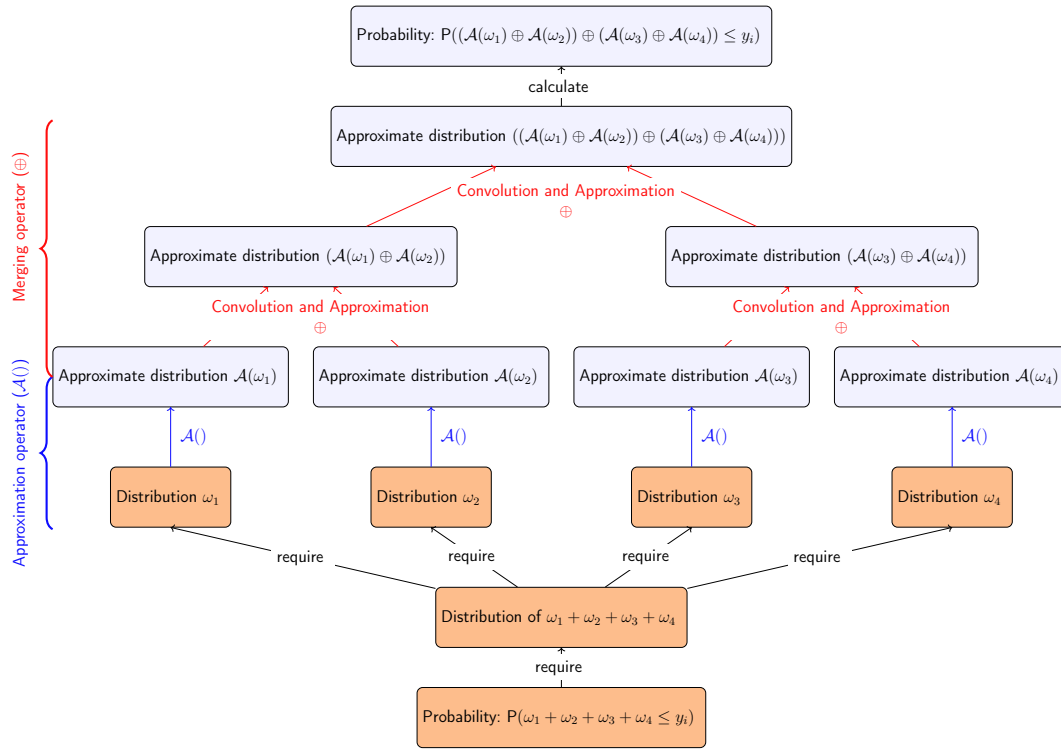 Probability: P((𝒜(ω₁) ⊕ 𝒜(ω₂)) ⊕ (𝒜(ω₃) ⊕ 𝒜(ω₄)) ≤ yᵢ)
calculate
Approximate distribution ((𝒜(ω₁) ⊕ 𝒜(ω₂)) ⊕ (𝒜(ω₃) ⊕ 𝒜(ω₄)))
Merging operator (⊕)
Convolution and Approximation
⊕
Approximate distribution (𝒜(ω₁) ⊕ 𝒜(ω₂))
Approximate distribution (𝒜(ω₃) ⊕ 𝒜(ω₄))
Convolution and Approximation
⊕
Convolution and Approximation
⊕
Approximate distribution 𝒜(ω₁)
Approximate distribution 𝒜(ω₂)
Approximate distribution 𝒜(ω₃)
Approximate distribution 𝒜(ω₄)
Approximation operator (𝒜())
𝒜()
𝒜()
𝒜()
𝒜()
Distribution ω₁
Distribution ω₂
Distribution ω₃
Distribution ω₄
require
require
require
require
Distribution of ω₁ + ω₂ + ω₃ + ω₄
require
Probability: P(ω₁ + ω₂ + ω₃ + ω₄ ≤ yᵢ)